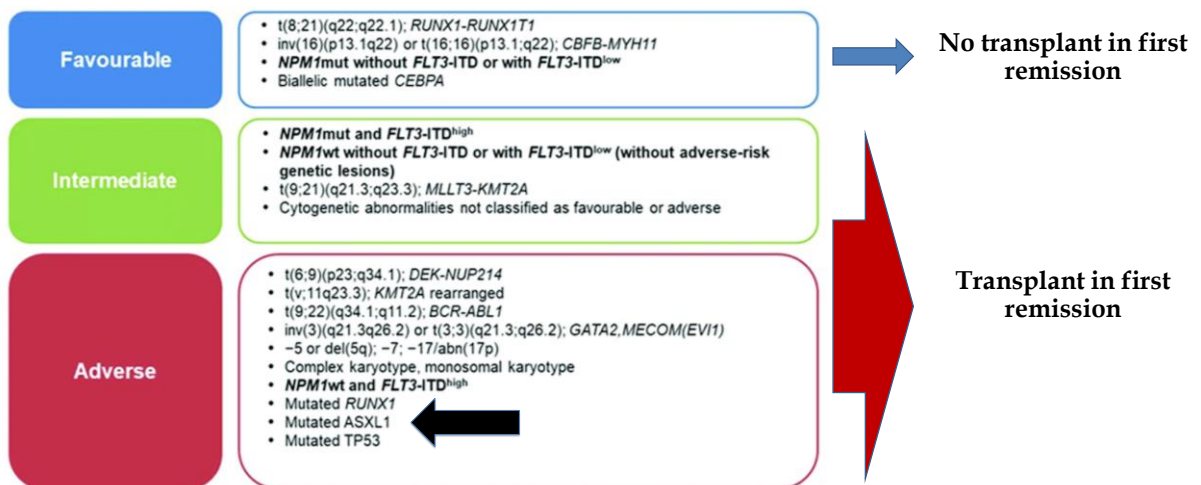 Favourable
• t(8;21)(q22;q22.1); RUNX1-RUNX1T1
• inv(16)(p13.1q22) or t(16;16)(p13.1;q22); CBFB-MYH11
• NPM1mut without FLT3-ITD or with FLT3-ITDlow
• Biallelic mutated CEBPA
No transplant in first
remission
Intermediate
• NPM1mut and FLT3-ITDhigh
• NPM1wt without FLT3-ITD or with FLT3-ITDlow (without adverse-risk
genetic lesions)
• t(9;21)(q21.3;q23.3); MLLT3-KMT2A
• Cytogenetic abnormalities not classified as favourable or adverse
Adverse
• t(6;9)(p23;q34.1); DEK-NUP214
• t(v;11q23.3); KMT2A rearranged
• t(9;22)(q34.1;q11.2); BCR-ABL1
• inv(3)(q21.3q26.2) or t(3;3)(q21.3;q26.2); GATA2,MECOM(EVI1)
• −5 or del(5q); −7; −17/abn(17p)
• Complex karyotype, monosomal karyotype
• NPM1wt and FLT3-ITDhigh
• Mutated RUNX1
• Mutated ASXL1
• Mutated TP53
Transplant in first
remission